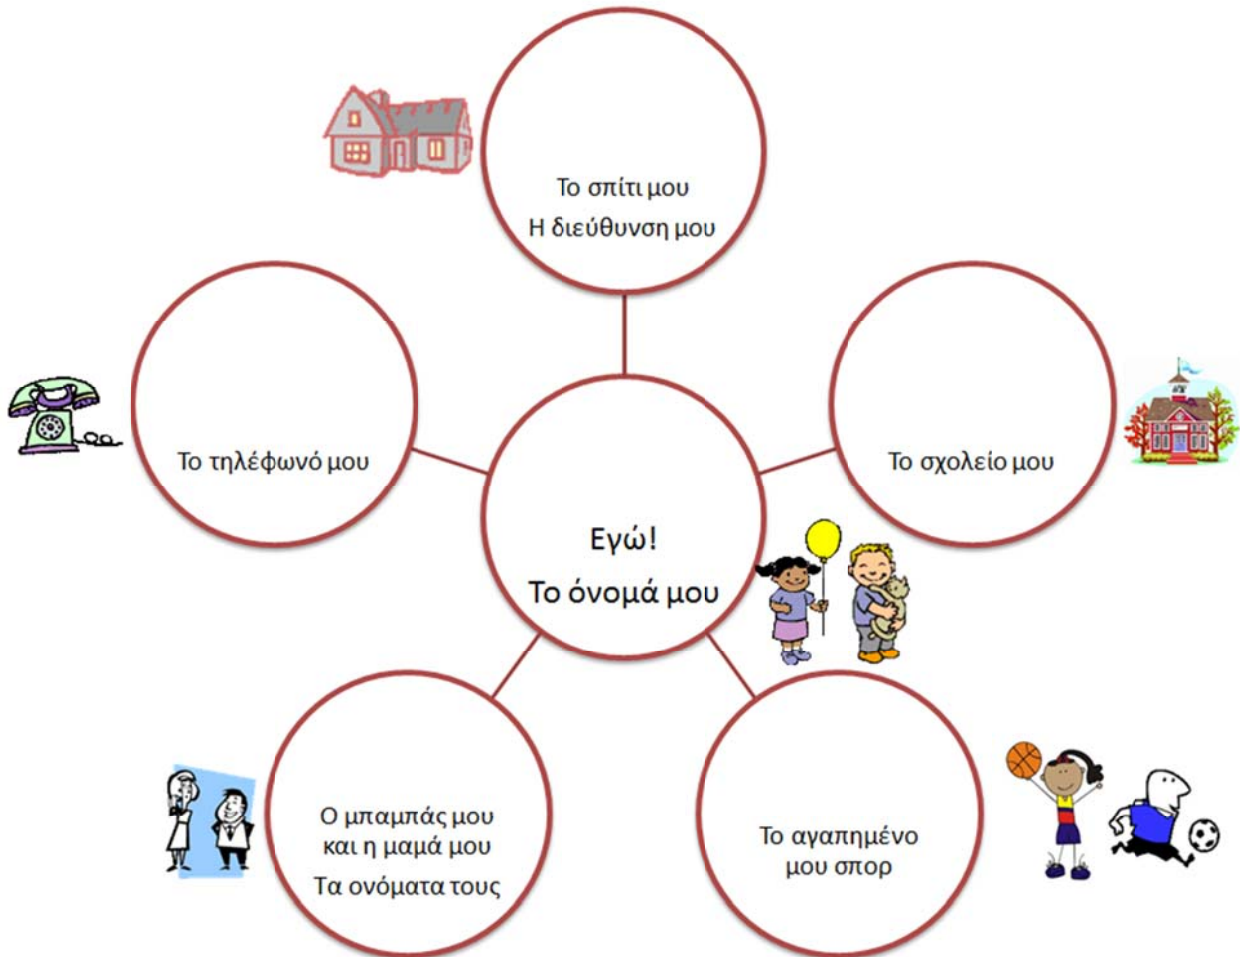 Το σπίτι μου
Η διεύθυνση μου
Το τηλέφωνό μου
Το σχολείο μου
Εγώ!
Το όνομά μου
Ο μπαμπάς μου
και η μαμά μου
Τα ονόματα τους
Το αγαπημένο
μου σπορ